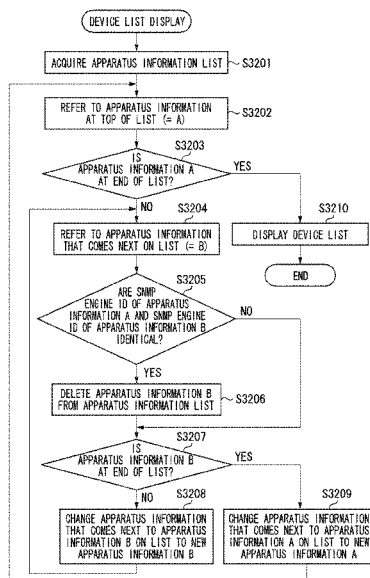 DEVICE LIST DISPLAY
ACQUIRE APPARATUS INFORMATION LIST
S3201
REFER TO APPARATUS INFORMATION
AT TOP OF LIST (= A)
S3202
S3203
IS
APPARATUS INFORMATION A
AT END OF LIST?
YES
NO
S3204
REFER TO APPARATUS INFORMATION
THAT COMES NEXT ON LIST (= B)
S3210
DISPLAY DEVICE LIST
END
S3205
ARE SNMP
ENGINE ID OF APPARATUS
INFORMATION A AND SNMP ENGINE
ID OF APPARATUS INFORMATION B
IDENTICAL?
NO
YES
DELETE APPARATUS INFORMATION B
FROM APPARATUS INFORMATION LIST
S3206
S3207
IS
APPARATUS INFORMATION B
AT END OF LIST?
YES
NO
S3208
CHANGE APPARATUS INFORMATION
THAT COMES NEXT TO APPARATUS
INFORMATION B ON LIST TO NEW
APPARATUS INFORMATION B
S3209
CHANGE APPARATUS INFORMATION
THAT COMES NEXT TO APPARATUS
INFORMATION A ON LIST TO NEW
APPARATUS INFORMATION A